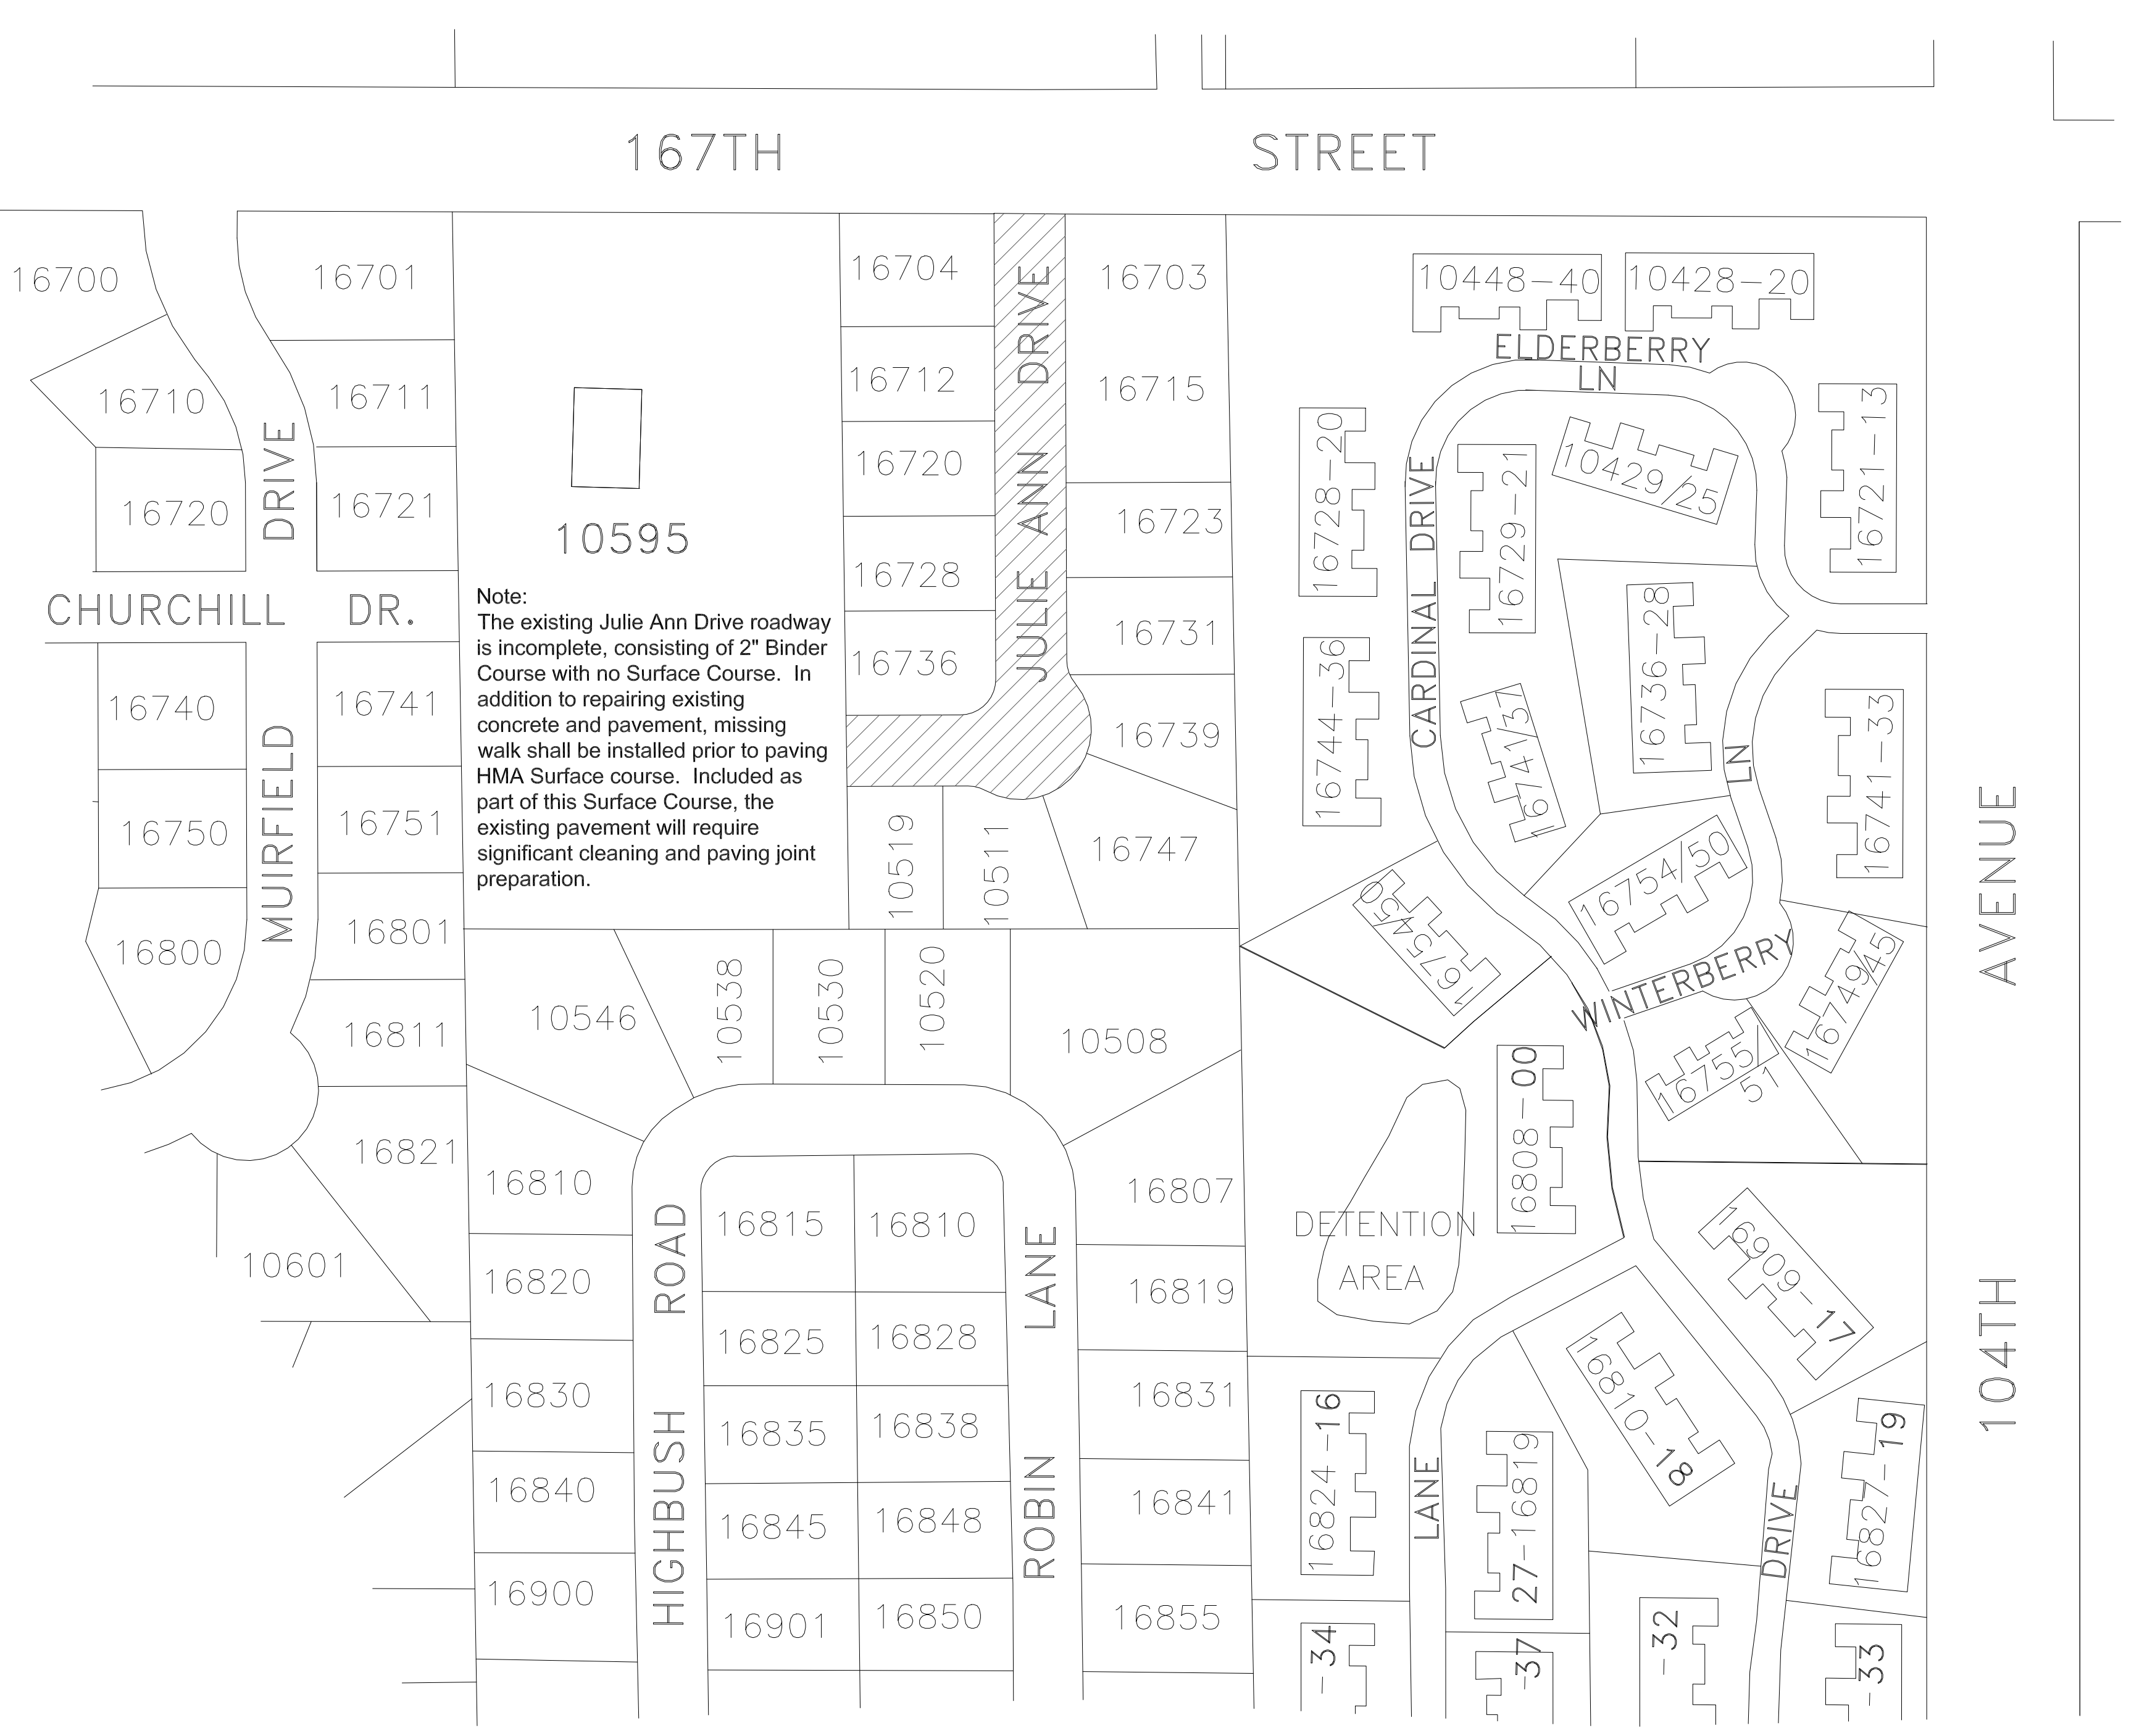 167TH STREET
16700
16701
16710
16711
16720
16721
MUIRFIELD DRIVE
CHURCHILL DR.
16740
16741
16750
16751
16800
16801
16811
16821
10601
10595
Note:
The existing Julie Ann Drive roadway
is incomplete, consisting of 2" Binder
Course with no Surface Course. In
addition to repairing existing
concrete and pavement, missing
walk shall be installed prior to paving
HMA Surface course. Included as
part of this Surface Course, the
existing pavement will require
significant cleaning and paving joint
preparation.
16704
16712
16720
16728
16736
JULIE ANN DRIVE
16703
16715
16723
16731
16739
16747
10519
10511
10546
10538
10530
10520
10508
16810
16820
16830
16840
16900
HIGHBUSH ROAD
16815
16810
16825
16828
16835
16838
16845
16848
16901
16850
ROBIN LANE
16807
16819
16831
16841
16855
10448-40
10428-20
ELDERBERRY
LN
16728-20
CARDINAL DRIVE
16729-21
10429/25
16721-13
16744-36
16741/37
16736-28
LN
16741-33
16754/50
16754/50
WINTERBERRY
16749/45
16755/
51
16808-00
DETENTION
AREA
16909-17
16810-18
16824-16
LANE
27-16819
DRIVE
16827-19
-34
-37
-32
-33
104TH AVENUE